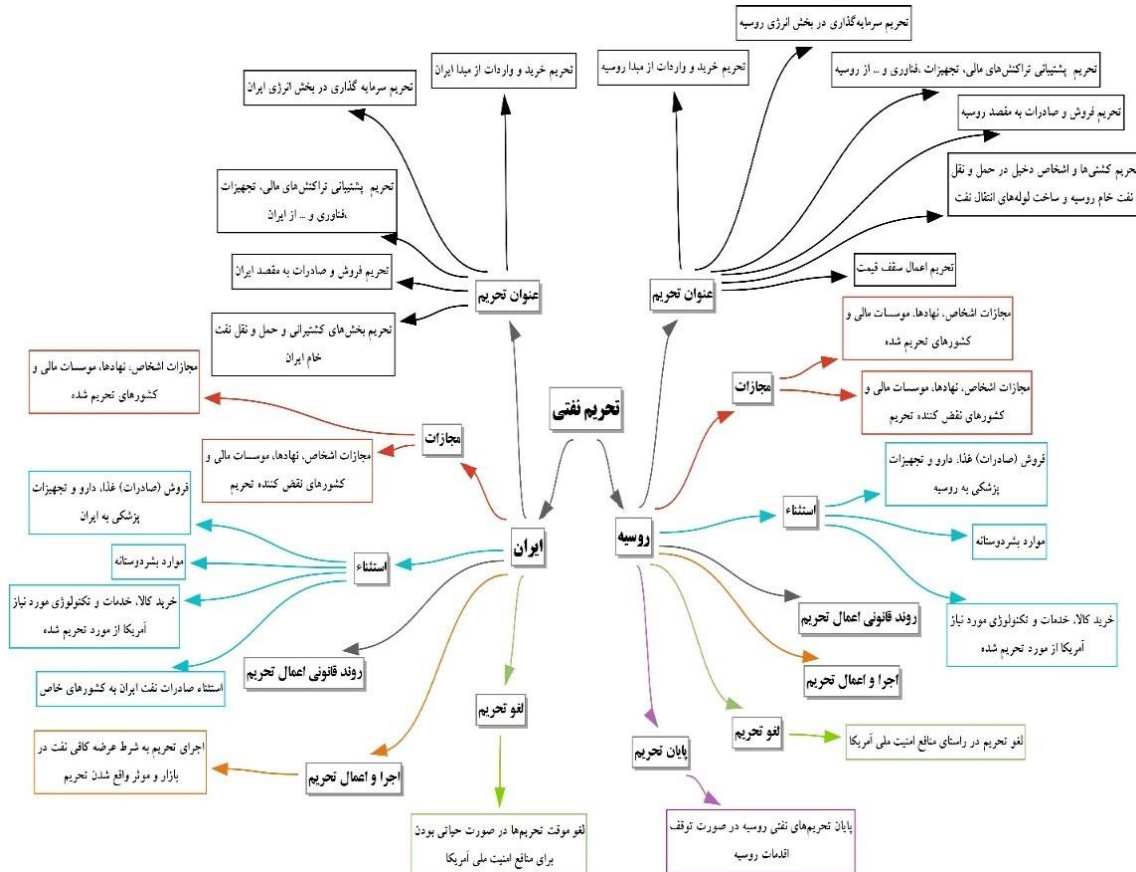 تحریم سرمایه‌گذاری در بخش انرژی روسیه
تحریم خرید و واردات از مبدا روسیه
تحریم پشتیبانی تراکنش‌های مالی، تجهیزات ،فناوری و ... از روسیه
تحریم فروش و صادرات به مقصد روسیه
تحریم کشتی‌ها و اشخاص دخیل در حمل و نقل
نفت خام روسیه و ساخت لوله‌های انتقال نفت
تحریم اعمال سقف قیمت
عنوان تحریم
تحریم خرید و واردات از مبدا ایران
تحریم سرمایه گذاری در بخش انرژی ایران
تحریم پشتیبانی تراکنش‌های مالی، تجهیزات
،فناوری و ... از ایران
تحریم فروش و صادرات به مقصد ایران
تحریم بخش‌های کشتیرانی و حمل و نقل نفت
خام ایران
عنوان تحریم
تحریم نفتی
مجازات اشخاص، نهادها، موسسات مالی و
کشورهای تحریم شده
مجازات اشخاص، نهادها، موسسات مالی و
کشورهای نقض کننده تحریم
مجازات
فروش (صادرات) غذا، دارو و تجهیزات
پزشکی به روسیه
موارد بشردوستانه
خرید کالا، خدمات و تکنولوژی مورد نیاز
آمریکا از مورد تحریم شده
استثناء
روسیه
روند قانونی اعمال تحریم
اجرا و اعمال تحریم
لغو تحریم
لغو تحریم در راستای منافع امنیت ملی آمریکا
پایان تحریم
پایان تحریم‌های نفتی روسیه در صورت توقف
اقدمات روسیه
مجازات اشخاص، نهادها، موسسات مالی و
کشورهای تحریم شده
مجازات اشخاص، نهادها، موسسات مالی و
کشورهای نقض کننده تحریم
مجازات
ایران
فروش (صادرات) غذا، دارو و تجهیزات
پزشکی به ایران
موارد بشردوستانه
خرید کالا، خدمات و تکنولوژی مورد نیاز
آمریکا از مورد تحریم شده
استثناء صادرات نفت ایران به کشورهای خاص
استثناء
روند قانونی اعمال تحریم
لغو تحریم
اجرا و اعمال تحریم
اجرای تحریم به شرط عرضه کافی نفت در
بازار و موثر واقع شدن تحریم
لغو موقت تحریم‌ها در صورت حیاتی بودن
برای منافع امنیت ملی آمریکا